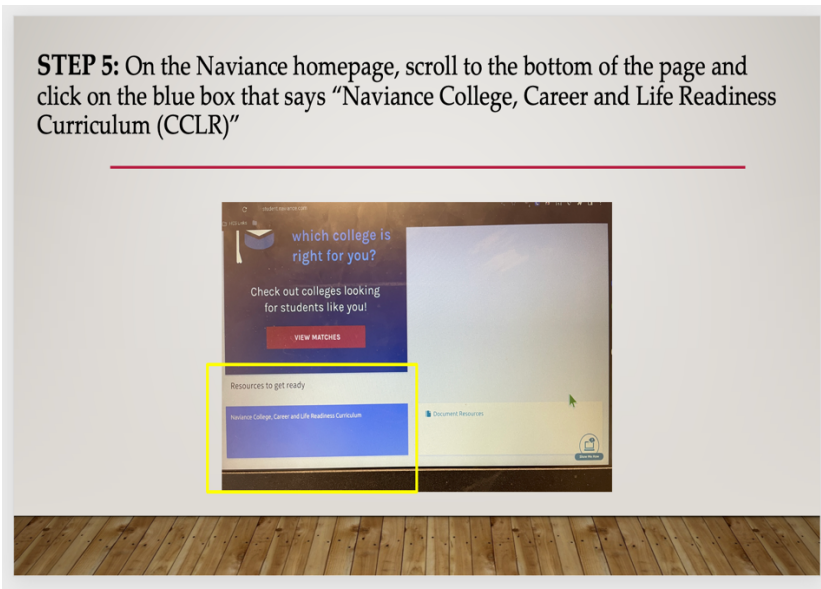 STEP 5: On the Naviance homepage, scroll to the bottom of the page and
click on the blue box that says “Naviance College, Career and Life Readiness
Curriculum (CCLR)”
which college is
right for you?
Check out colleges looking
for students like you!
VIEW MATCHES
Resources to get ready
Naviance College, Career and Life Readiness Curriculum
Document Resources